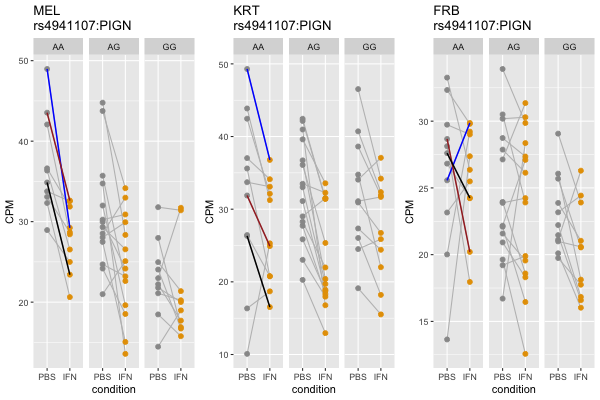 MEL
rs4941107:PIGN
AA AG GG
50
40
30
20
CPM
PBS IFN PBS IFN PBS IFN
condition
KRT
rs4941107:PIGN
AA AG GG
50
40
30
20
10
CPM
PBS IFN PBS IFN PBS IFN
condition
FRB
rs4941107:PIGN
AA AG GG
30
25
20
15
CPM
PBS IFN PBS IFN PBS IFN
condition